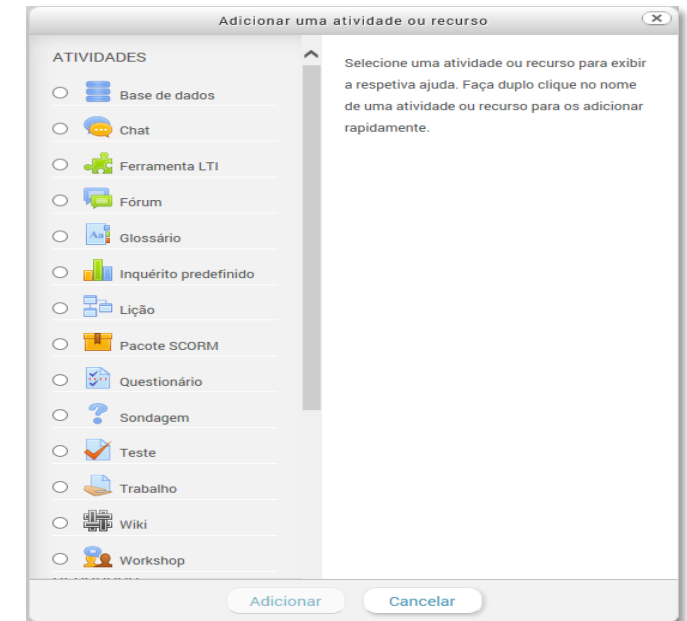 Adicionar uma atividade ou recurso
ATIVIDADES
Base de dados
Chat
Ferramenta LTI
Fórum
Glossário
Inquérito predefinido
Lição
Pacote SCORM
Questionário
Sondagem
Teste
Trabalho
Wiki
Workshop
Selecione uma atividade ou recurso para exibir
a respetiva ajuda. Faça duplo clique no nome
de uma atividade ou recurso para os adicionar
rapidamente.
Adicionar
Cancelar